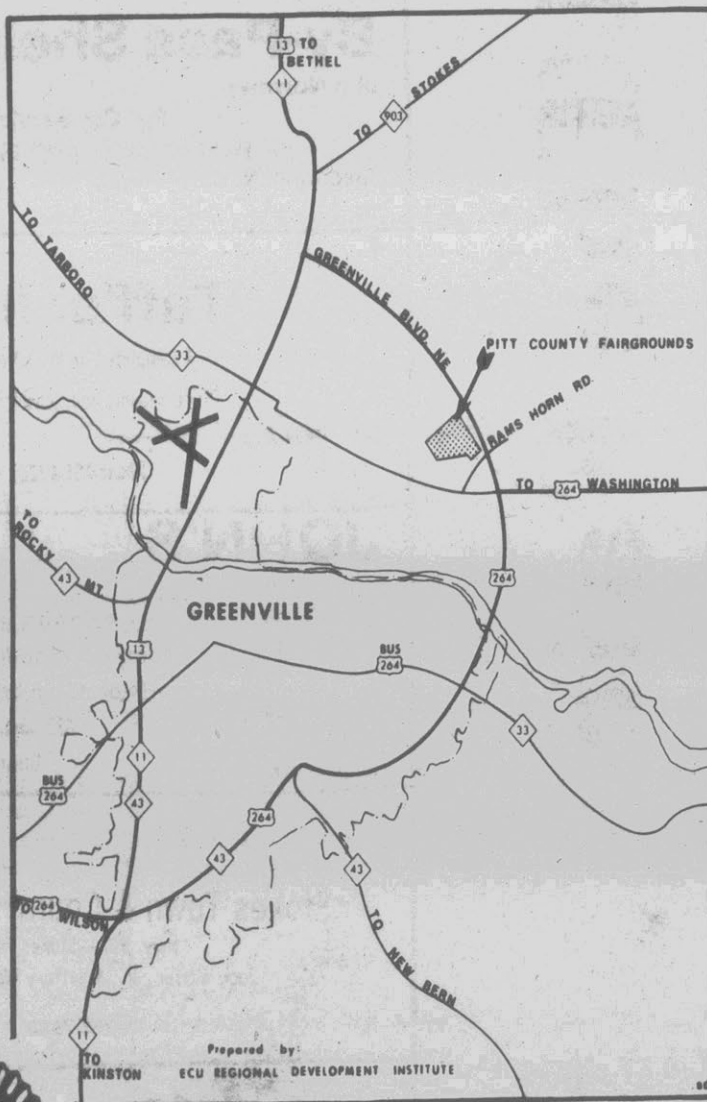 13 TO
BETHEL
11
TO STOKES
903
TO TARBORO
GREENVILLE BLVD. NE
33
PITT COUNTY FAIRGROUNDS
RAMS HORN RD.
TO 264 WASHINGTON
TO
ROCKY MT.
43
264
GREENVILLE
13
BUS
264
33
11
BUS
264
43
264
43
43
TO 264 WILSON
TO NEW BERN
11
TO
KINSTON
Prepared by:
ECU REGIONAL DEVELOPMENT INSTITUTE